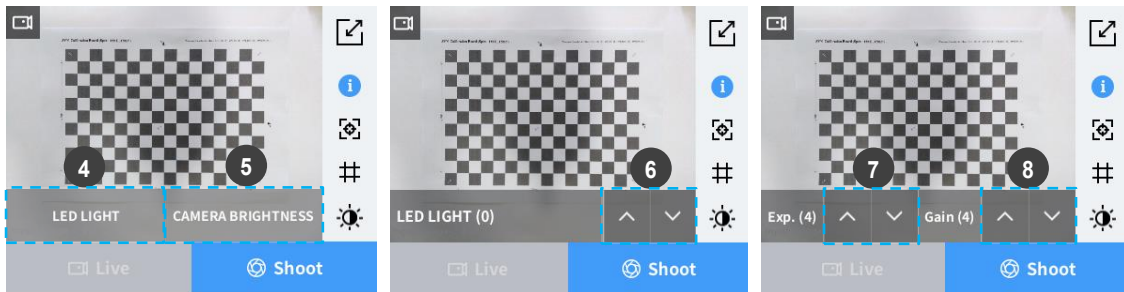 4
5
LED LIGHT
CAMERA BRIGHTNESS
Live
Shoot
6
LED LIGHT (0)
Live
Shoot
7
8
Exp. (4)
Gain (4)
Live
Shoot